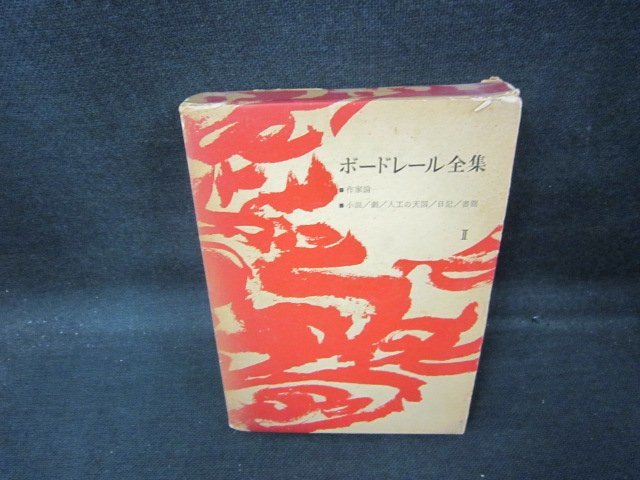 ボードレール全集
■作家論
■小説／劇／人工の天国／日記／書簡
II